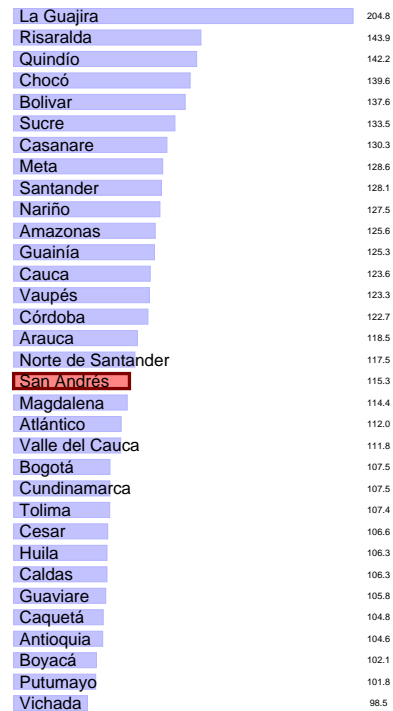 La Guajira 204.8
Risaralda 143.9
Quindío 142.2
Chocó 139.6
Bolivar 137.6
Sucre 133.5
Casanare 130.3
Meta 128.6
Santander 128.1
Nariño 127.5
Amazonas 125.6
Guainía 125.3
Cauca 123.6
Vaupés 123.3
Córdoba 122.7
Arauca 118.5
Norte de Santander 117.5
San Andrés 115.3
Magdalena 114.4
Atlántico 112.0
Valle del Cauca 111.8
Bogotá 107.5
Cundinamarca 107.5
Tolima 107.4
Cesar 106.6
Huila 106.3
Caldas 106.3
Guaviare 105.8
Caquetá 104.8
Antioquia 104.6
Boyacá 102.1
Putumayo 101.8
Vichada 98.5